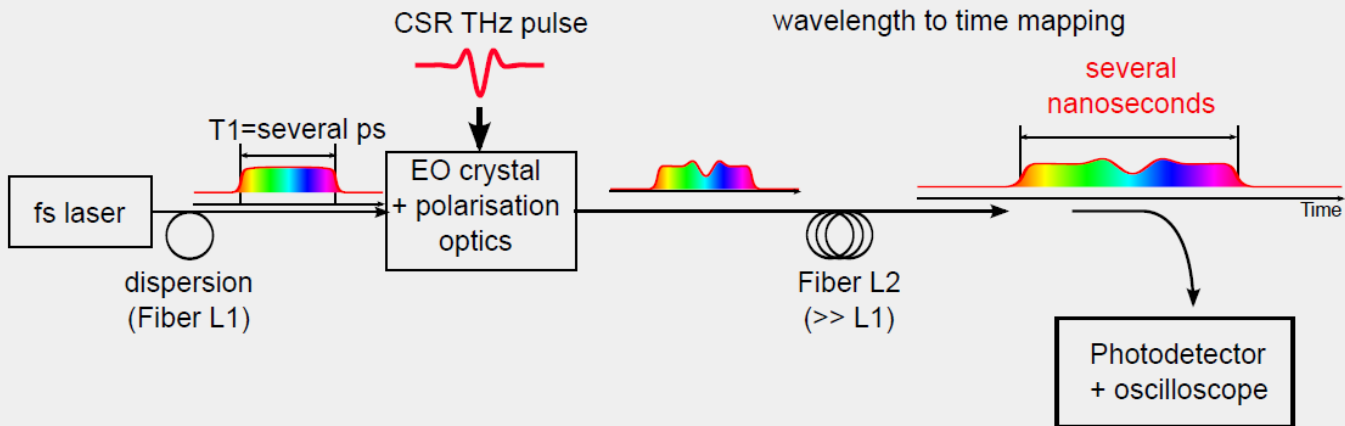 CSR THz pulse
wavelength to time mapping
several
nanoseconds
T1=several ps
fs laser
EO crystal
+ polarisation
optics
Time
dispersion
(Fiber L1)
Fiber L2
(>> L1)
Photodetector
+ oscilloscope